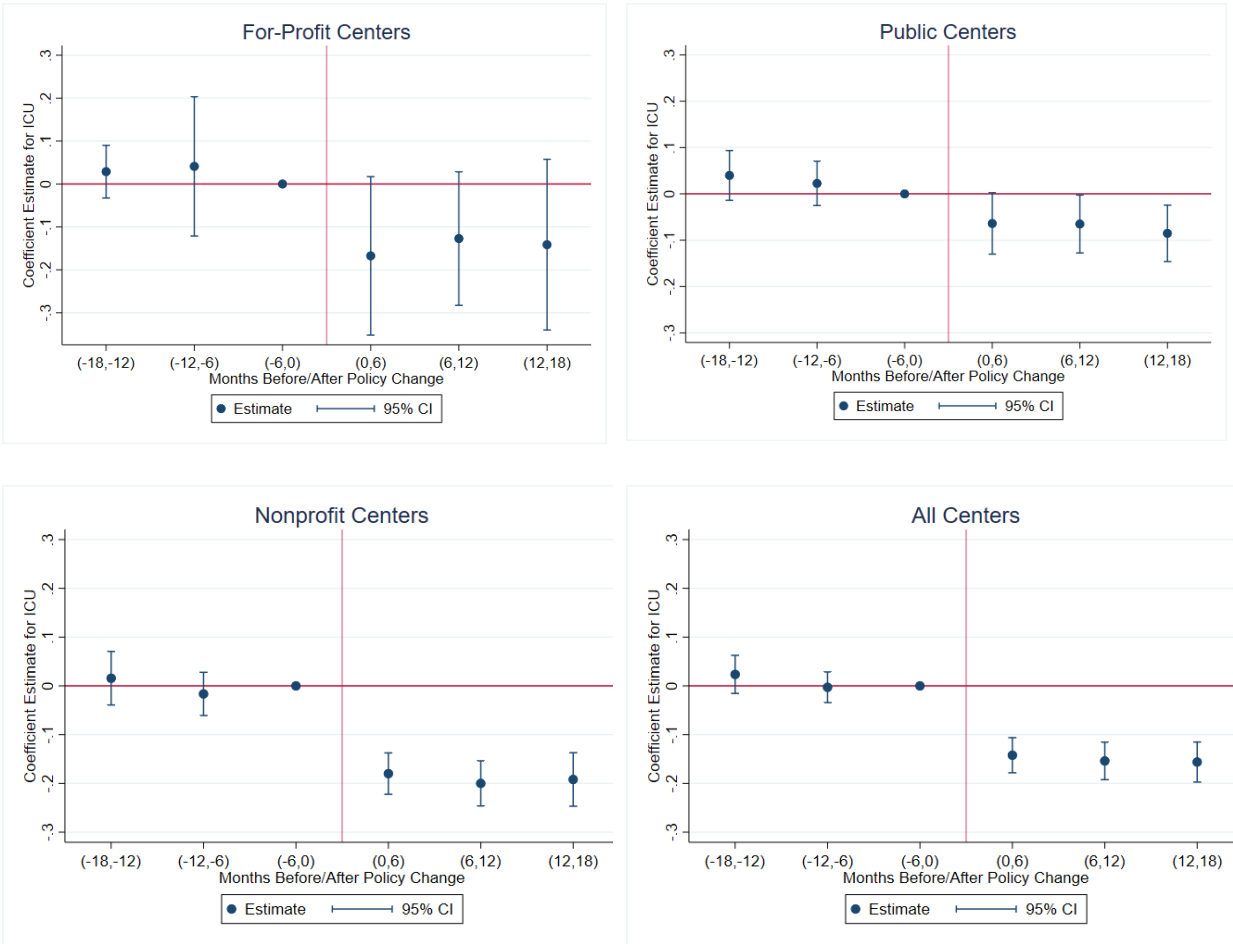 For-Profit Centers
Coefficient Estimate for ICU
.3
.2
.1
0
-.1
-.2
-.3
(-18,-12) (-12,-6) (-6,0) (0,6) (6,12) (12,18)
Months Before/After Policy Change
Estimate 95% CI
Public Centers
Coefficient Estimate for ICU
.3
.2
.1
0
-.1
-.2
-.3
(-18,-12) (-12,-6) (-6,0) (0,6) (6,12) (12,18)
Months Before/After Policy Change
Estimate 95% CI
Nonprofit Centers
Coefficient Estimate for ICU
.3
.2
.1
0
-.1
-.2
-.3
(-18,-12) (-12,-6) (-6,0) (0,6) (6,12) (12,18)
Months Before/After Policy Change
Estimate 95% CI
All Centers
Coefficient Estimate for ICU
.3
.2
.1
0
-.1
-.2
-.3
(-18,-12) (-12,-6) (-6,0) (0,6) (6,12) (12,18)
Months Before/After Policy Change
Estimate 95% CI